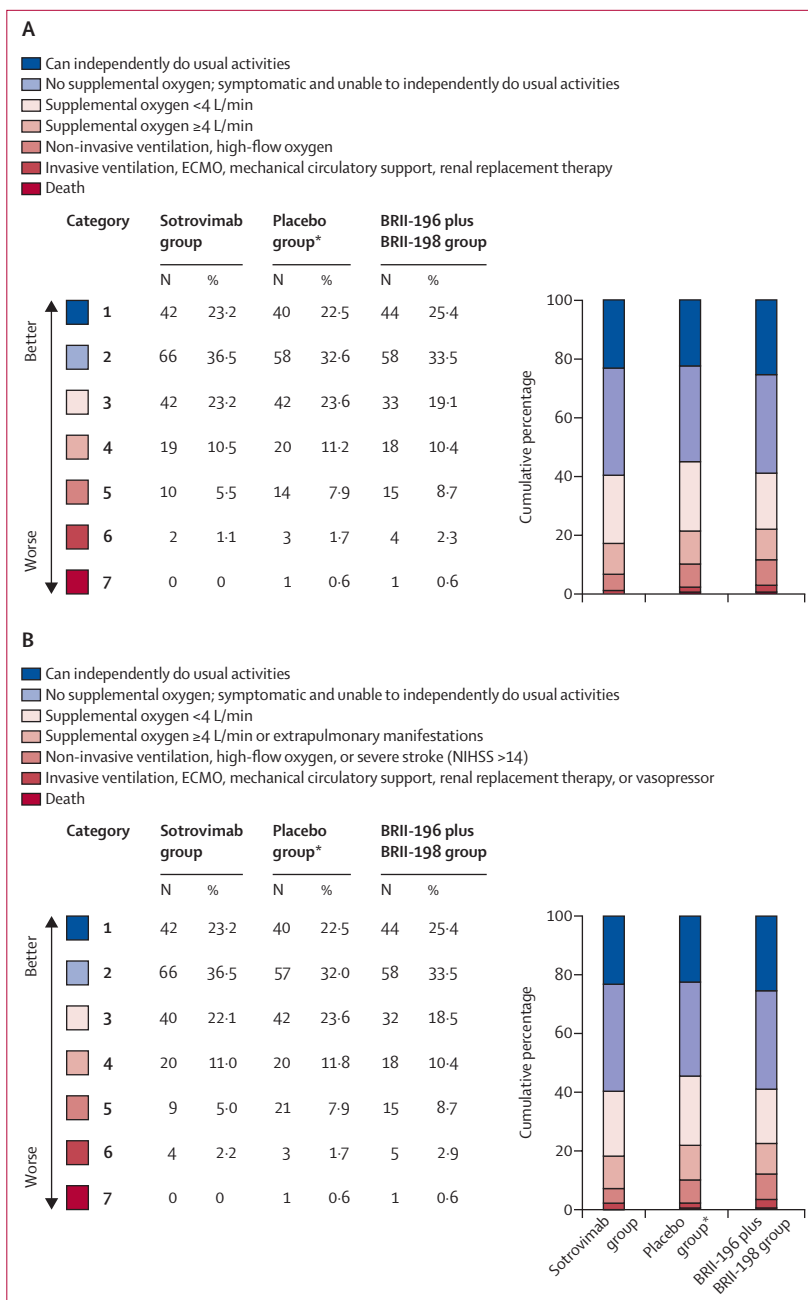 A
Can independently do usual activities
No supplemental oxygen; symptomatic and unable to independently do usual activities
Supplemental oxygen <4 L/min
Supplemental oxygen ≥4 L/min
Non-invasive ventilation, high-flow oxygen
Invasive ventilation, ECMO, mechanical circulatory support, renal replacement therapy
Death
Category Sotrovimab group Placebo group* BRII-196 plus BRII-198 group
N % N % N %
1 42 23·2 40 22·5 44 25·4
2 66 36·5 58 32·6 58 33·5
3 42 23·2 42 23·6 33 19·1
4 19 10·5 20 11·2 18 10·4
5 10 5·5 14 7·9 15 8·7
6 2 1·1 3 1·7 4 2·3
7 0 0 1 0·6 1 0·6
Better
Worse
Cumulative percentage
100
80
60
40
20
0
B
Can independently do usual activities
No supplemental oxygen; symptomatic and unable to independently do usual activities
Supplemental oxygen <4 L/min
Supplemental oxygen ≥4 L/min or extrapulmonary manifestations
Non-invasive ventilation, high-flow oxygen, or severe stroke (NIHSS >14)
Invasive ventilation, ECMO, mechanical circulatory support, renal replacement therapy, or vasopressor
Death
Category Sotrovimab group Placebo group* BRII-196 plus BRII-198 group
N % N % N %
1 42 23·2 40 22·5 44 25·4
2 66 36·5 57 32·0 58 33·5
3 40 22·1 42 23·6 32 18·5
4 20 11·0 20 11·8 18 10·4
5 9 5·0 21 7·9 15 8·7
6 4 2·2 3 1·7 5 2·9
7 0 0 1 0·6 1 0·6
Better
Worse
Cumulative percentage
100
80
60
40
20
0
Sotrovimab
group
Placebo
group*
BRII-196 plus
BRII-198 group